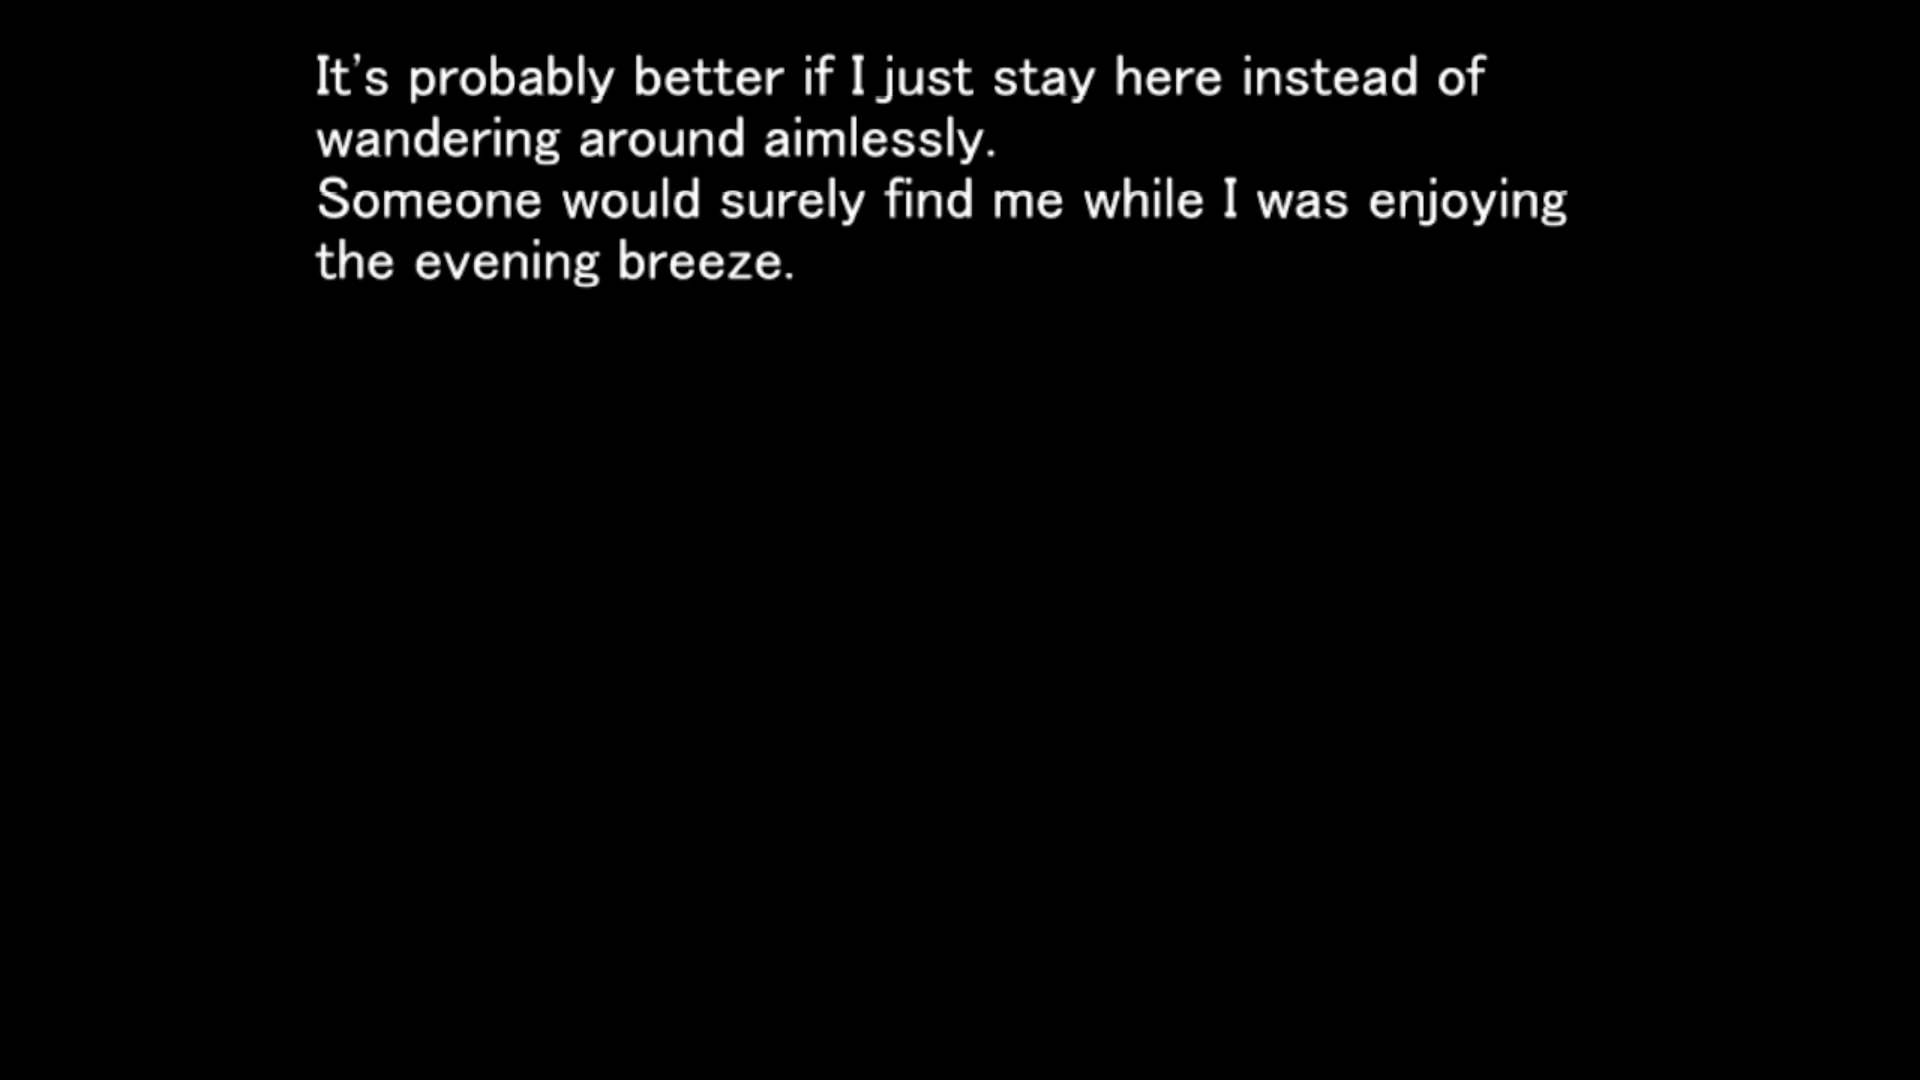 It's probably better if I just stay here instead of
wandering around aimlessly.
Someone would surely find me while I was enjoying
the evening breeze.